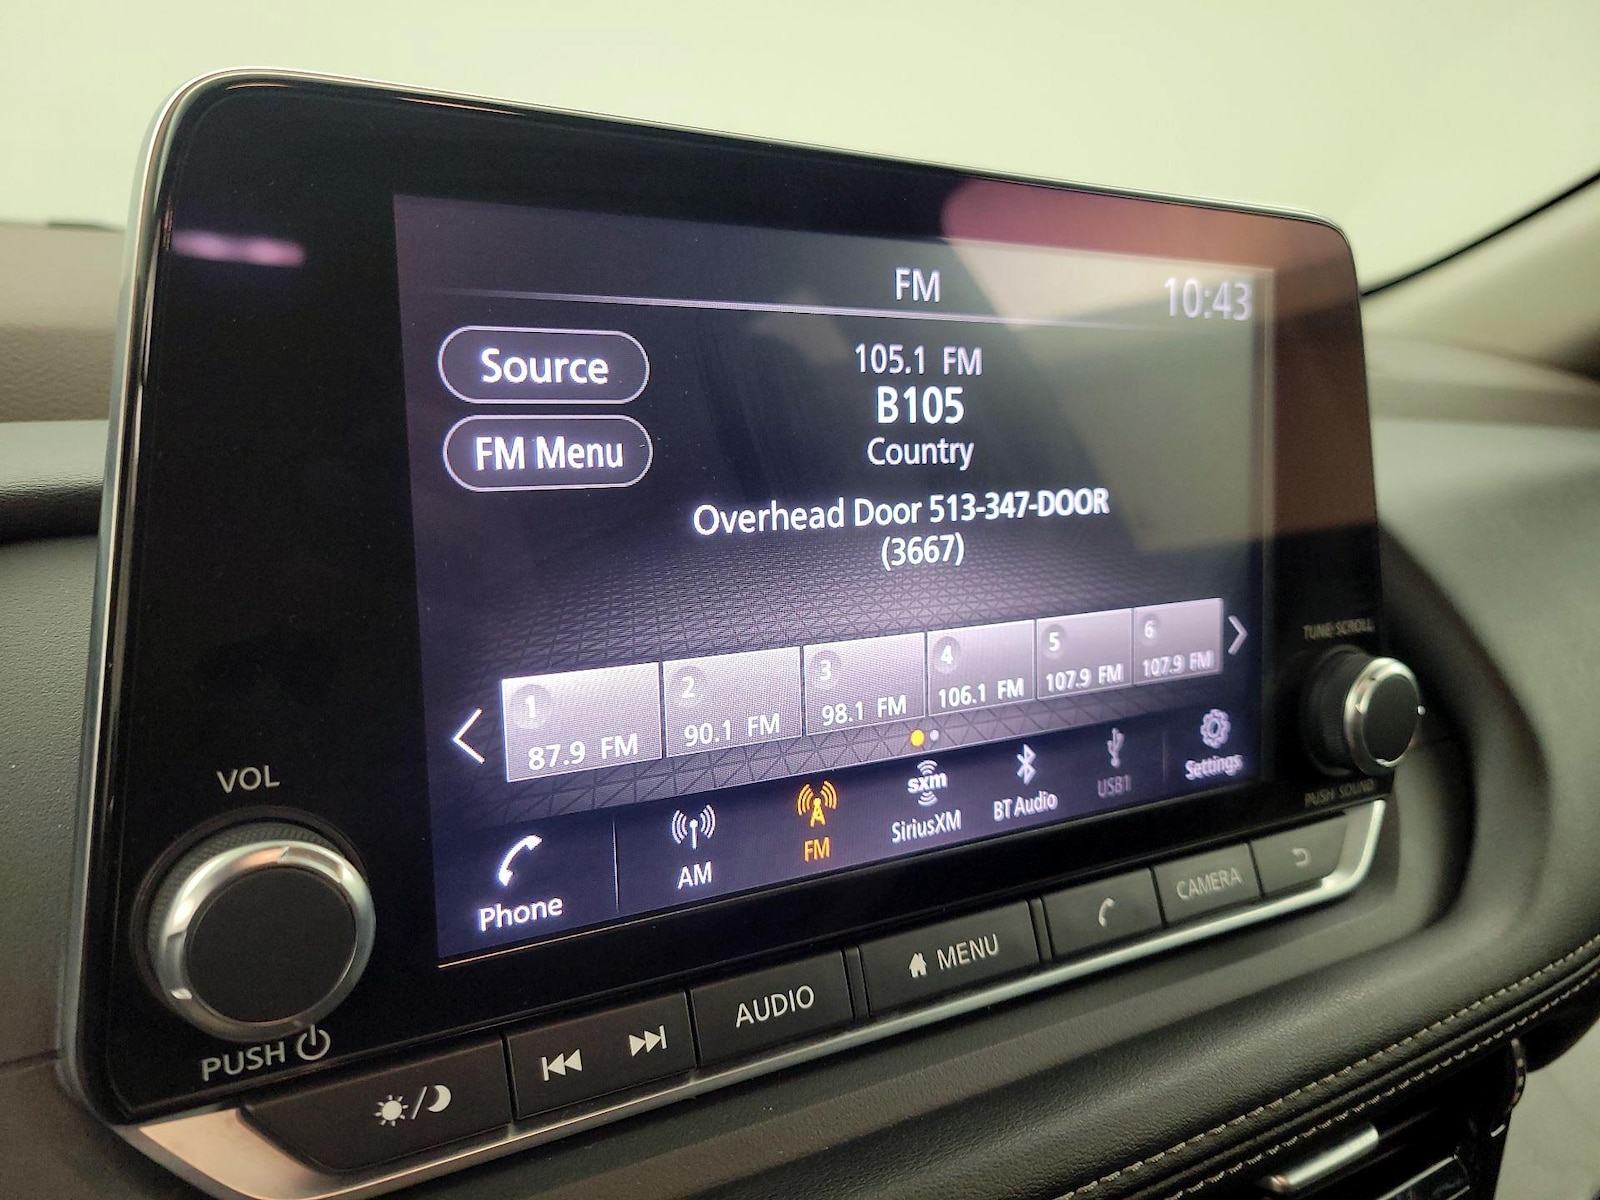 FM
10:43
Source
105.1 FM
B105
FM Menu
Country
Overhead Door 513-347-DOOR
(3667)
1
87.9 FM
2
90.1 FM
3
98.1 FM
4
106.1 FM
5
107.9 FM
6
107.9 FM
Phone
AM
FM
sxm
SiriusXM
BT Audio
USB1
Settings
VOL
PUSH
TUNE·SCROLL
PUSH SOUND
AUDIO
MENU
CAMERA